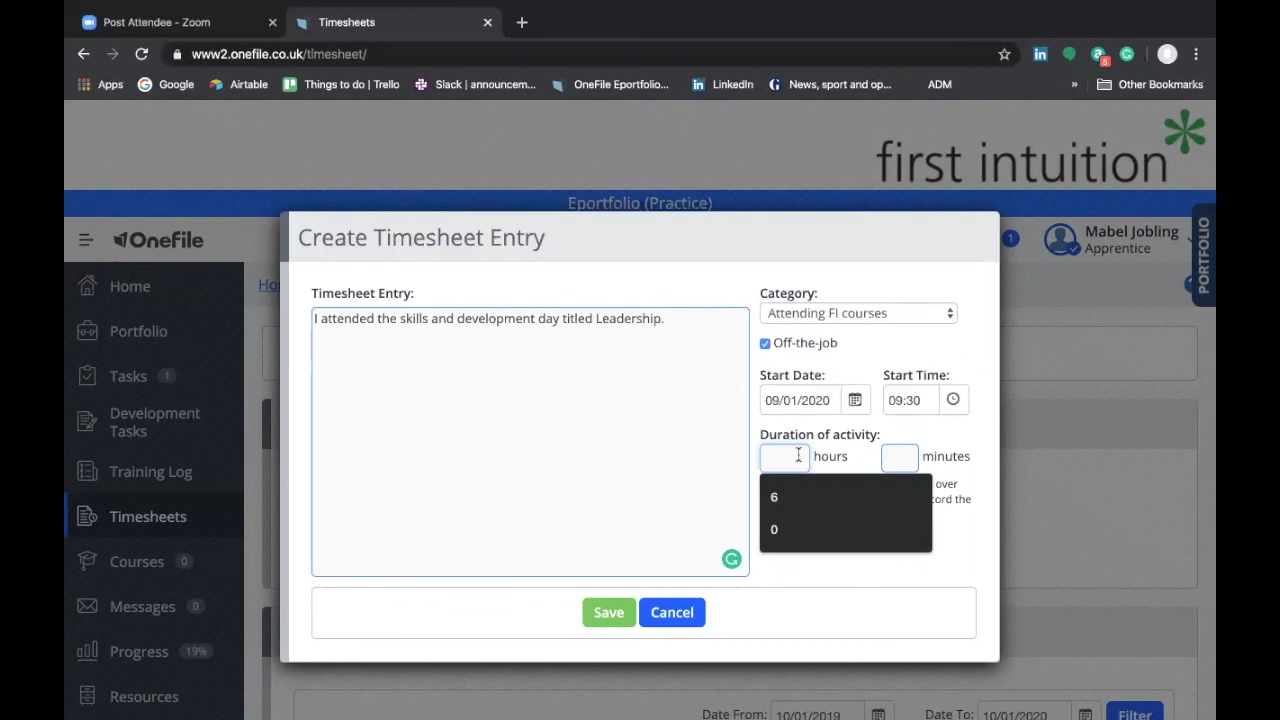 Post Attendee - Zoom
Timesheets
www2.onefile.co.uk/timesheet/
Apps
Google
Airtable
Things to do | Trello
Slack | announcem...
OneFile Eportfolio...
LinkedIn
News, sport and op...
ADM
Other Bookmarks
first intuition
Eportfolio (Practice)
OneFile
1
Mabel Jobling
Apprentice
PORTFOLIO
Home
Portfolio
Tasks 1
Development
Tasks
Training Log
Timesheets
Courses 0
Messages 0
Progress 19%
Resources
Create Timesheet Entry
Timesheet Entry:
I attended the skills and development day titled Leadership.
Category:
Attending FI courses
Off-the-job
Start Date: Start Time:
09/01/2020 09:30
Duration of activity:
hours minutes
over
cord the
6
0
Save Cancel
Date From: 10/01/2019 Date To: 10/01/2020 Filter